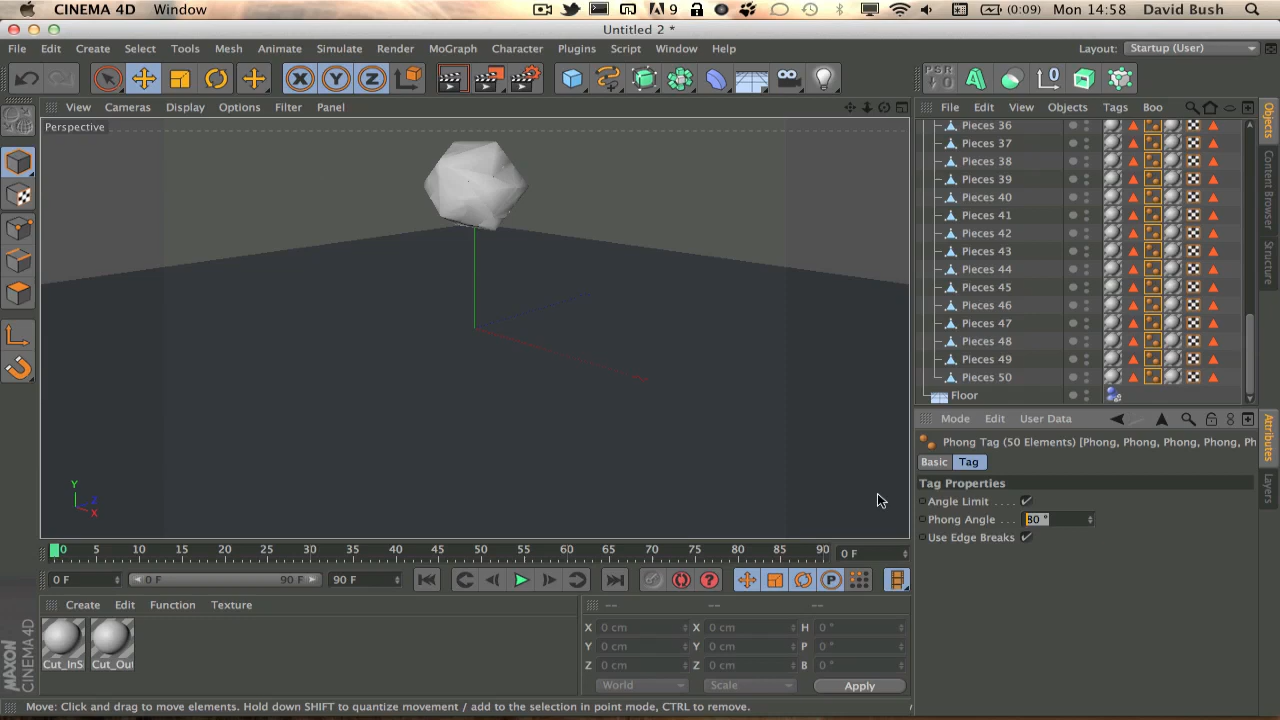 CINEMA 4D Window 9 (0:09) Mon 14:58 David Bush
Untitled 2 *
File Edit Create Select Tools Mesh Animate Simulate Render MoGraph Character Plugins Script Window Help Layout: Startup (User)
X Y Z PSR 0
View Cameras Display Options Filter Panel
File Edit View Objects Tags Boo
Perspective
Pieces 36
Pieces 37
Pieces 38
Pieces 39
Pieces 40
Pieces 41
Pieces 42
Pieces 43
Pieces 44
Pieces 45
Pieces 46
Pieces 47
Pieces 48
Pieces 49
Pieces 50
Floor
Objects
Content Browser
Structure
Mode Edit User Data
Phong Tag (50 Elements) [Phong, Phong, Phong, Phong, Ph
Basic Tag
Tag Properties
Angle Limit . . . .
Phong Angle . . . 80 °
Use Edge Breaks
Attributes
Layers
Y
Z
X
0 5 10 15 20 25 30 35 40 45 50 55 60 65 70 75 80 85 90 0 F
0 F 0 F 90 F 90 F ? P
Create Edit Function Texture
-- -- --
X 0 cm X 0 cm H 0 °
Y 0 cm Y 0 cm P 0 °
Z 0 cm Z 0 cm B 0 °
World Scale Apply
Cut_InS Cut_Out
MAXON CINEMA 4D
Move: Click and drag to move elements. Hold down SHIFT to quantize movement / add to the selection in point mode, CTRL to remove.